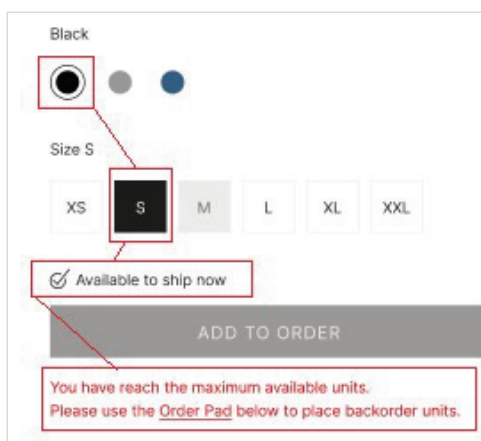 Black
Size S
XS S M L XL XXL
Available to ship now
ADD TO ORDER
You have reach the maximum available units.
Please use the Order Pad below to place backorder units.